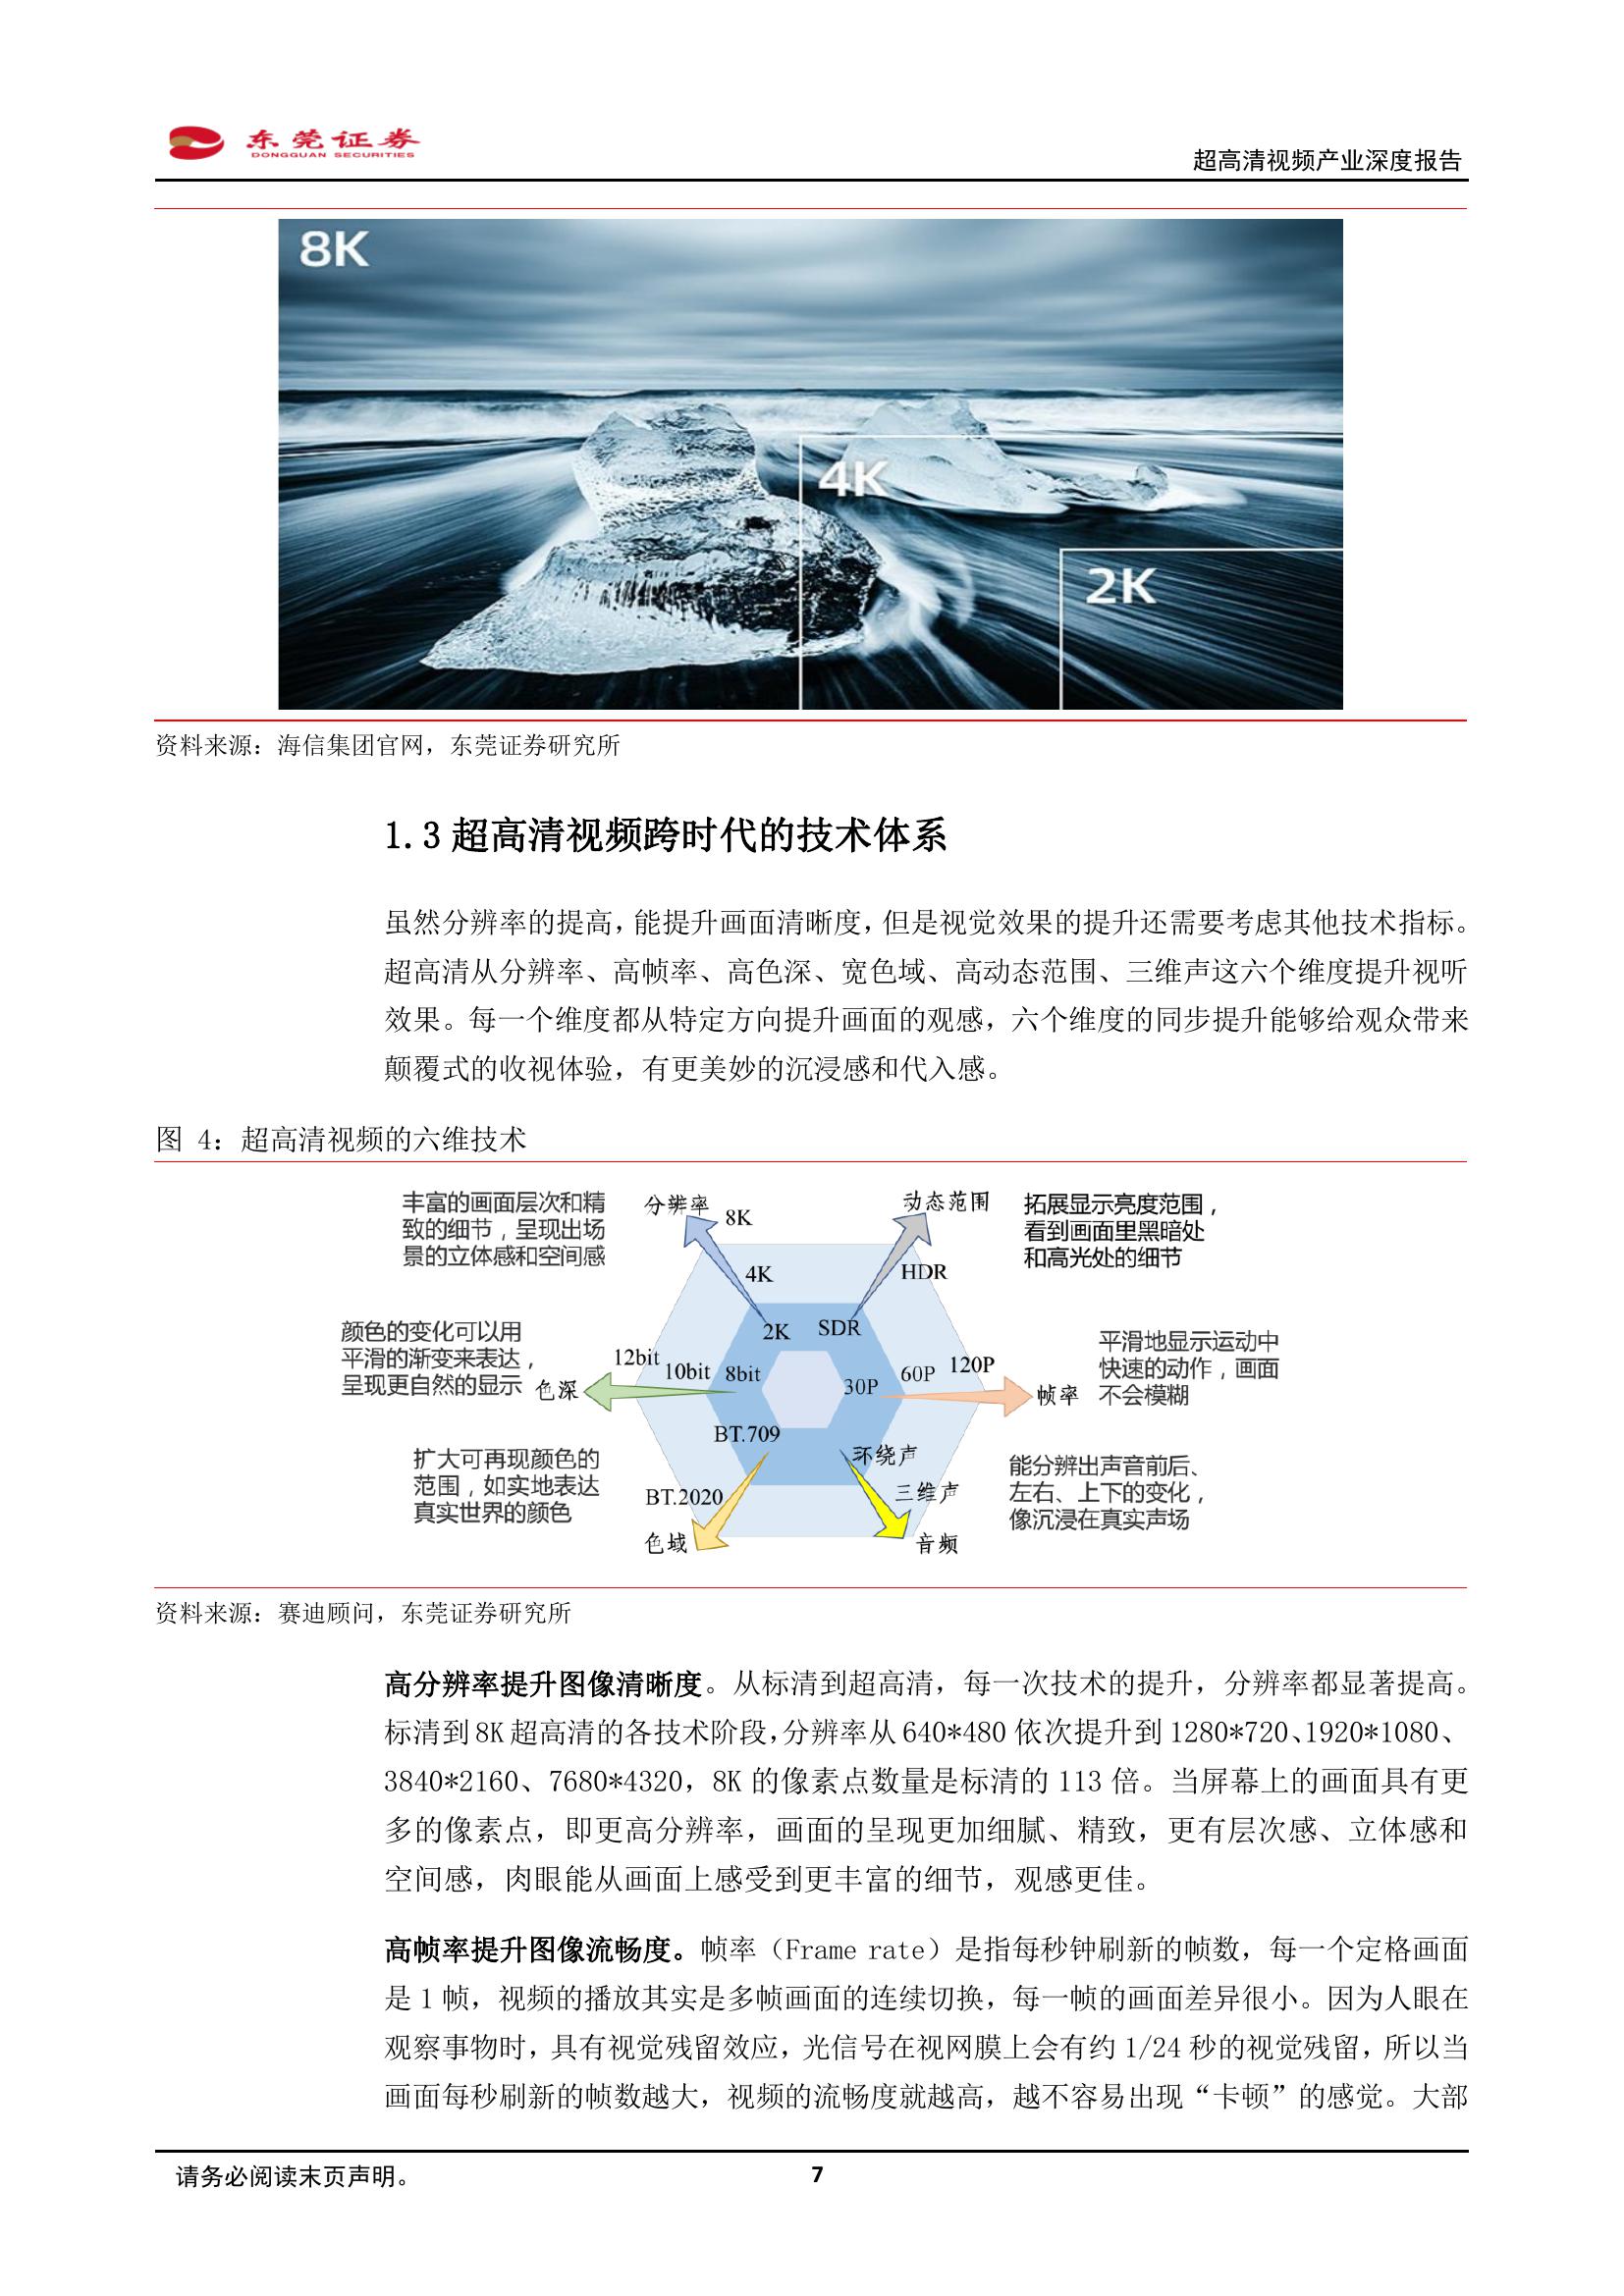 东莞证券
DONGGUAN SECURITIES
超高清视频产业深度报告
8K
4K
2K
资料来源：海信集团官网，东莞证券研究所
1.3 超高清视频跨时代的技术体系
虽然分辨率的提高，能提升画面清晰度，但是视觉效果的提升还需要考虑其他技术指标。
超高清从分辨率、高帧率、高色深、宽色域、高动态范围、三维声这六个维度提升视听
效果。每一个维度都从特定方向提升画面的观感，六个维度的同步提升能够给观众带来
颠覆式的收视体验，有更美妙的沉浸感和代入感。
图 4：超高清视频的六维技术
丰富的画面层次和精
致的细节，呈现出场
景的立体感和空间感
分辨率
8K
4K
2K
动态范围
HDR
SDR
拓展显示亮度范围，
看到画面里黑暗处
和高光处的细节
颜色的变化可以用
平滑的渐变来表达，
呈现更自然的显示
色深
12bit
10bit
8bit
30P
60P
120P
帧率
平滑地显示运动中
快速的动作，画面
不会模糊
扩大可再现颜色的
范围，如实地表达
真实世界的颜色
BT.709
BT.2020
色域
环绕声
三维声
音频
能分辨出声音前后、
左右、上下的变化，
像沉浸在真实声场
资料来源：赛迪顾问，东莞证券研究所
高分辨率提升图像清晰度。从标清到超高清，每一次技术的提升，分辨率都显著提高。
标清到 8K 超高清的各技术阶段，分辨率从 640*480 依次提升到 1280*720、1920*1080、
3840*2160、7680*4320，8K 的像素点数量是标清的 113 倍。当屏幕上的画面具有更
多的像素点，即更高分辨率，画面的呈现更加细腻、精致，更有层次感、立体感和
空间感，肉眼能从画面上感受到更丰富的细节，观感更佳。
高帧率提升图像流畅度。帧率（Frame rate）是指每秒钟刷新的帧数，每一个定格画面
是 1 帧，视频的播放其实是多帧画面的连续切换，每一帧的画面差异很小。因为人眼在
观察事物时，具有视觉残留效应，光信号在视网膜上会有约 1/24 秒的视觉残留，所以当
画面每秒刷新的帧数越大，视频的流畅度就越高，越不容易出现“卡顿”的感觉。大部
请务必阅读末页声明。
7